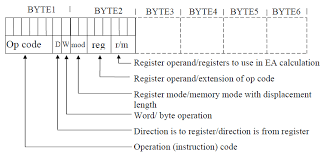 BYTE1 BYTE2 BYTE3 BYTE4 BYTE5 BYTE6
Op code D W mod reg r/m
Register operand/registers to use in EA calculation
Register operand/extension of op code
Register mode/memory mode with displacement
length
Word/ byte operation
Direction is to register/direction is from register
Operation (instruction) code